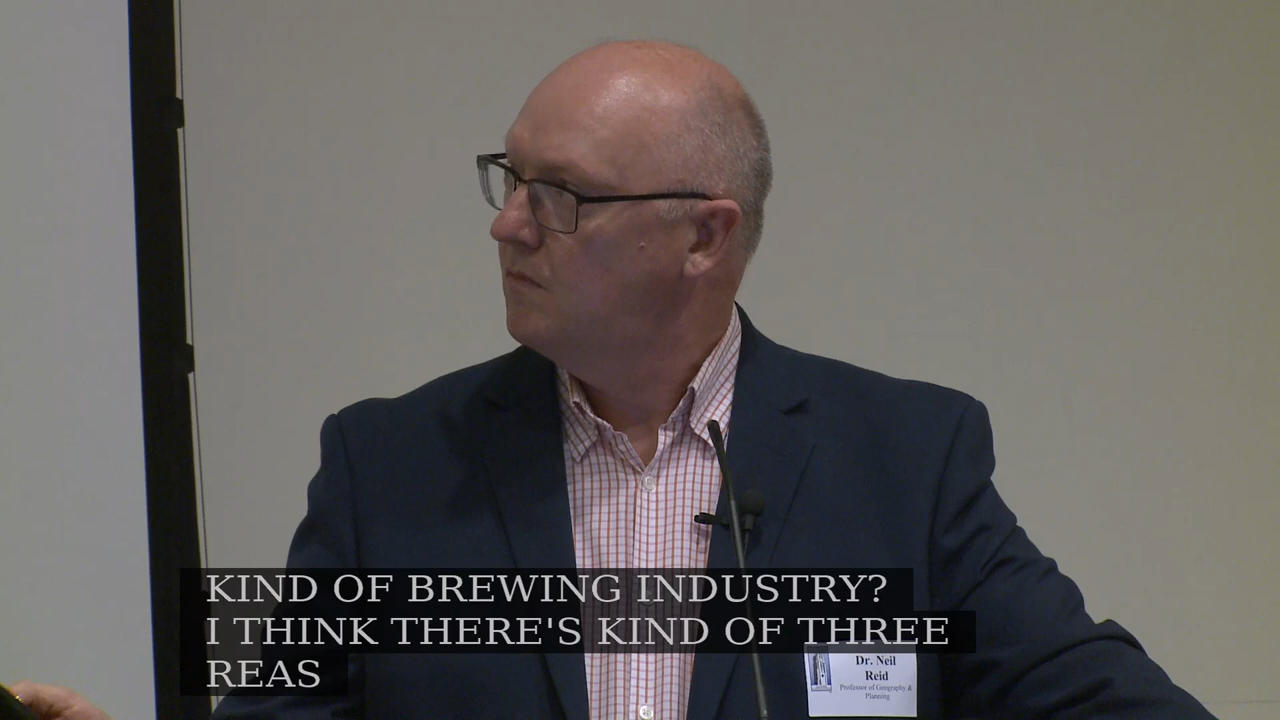 KIND OF BREWING INDUSTRY?
I THINK THERE'S KIND OF THREE
REAS
Dr. Neil
Reid
Professor of Geography &
Planning